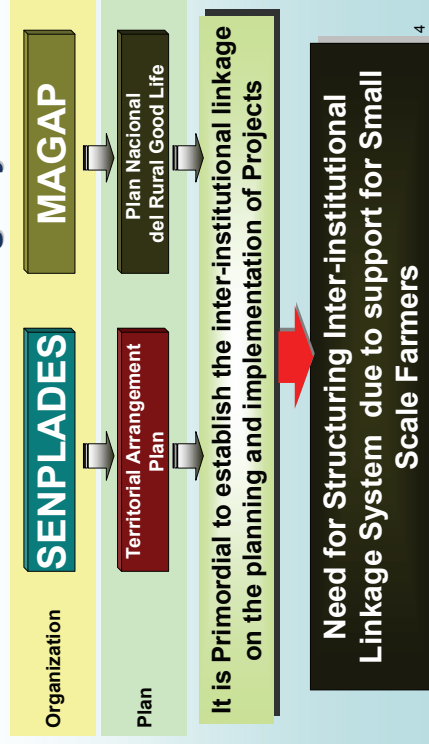 Organization
SENPLADES
MAGAP
Plan
Territorial Arrangement
Plan
Plan Nacional
del Rural Good Life
It is Primordial to establish the inter-institutional linkage
on the planning and implementation of Projects
Need for Structuring Inter-institutional
Linkage System due to support for Small
Scale Farmers
4